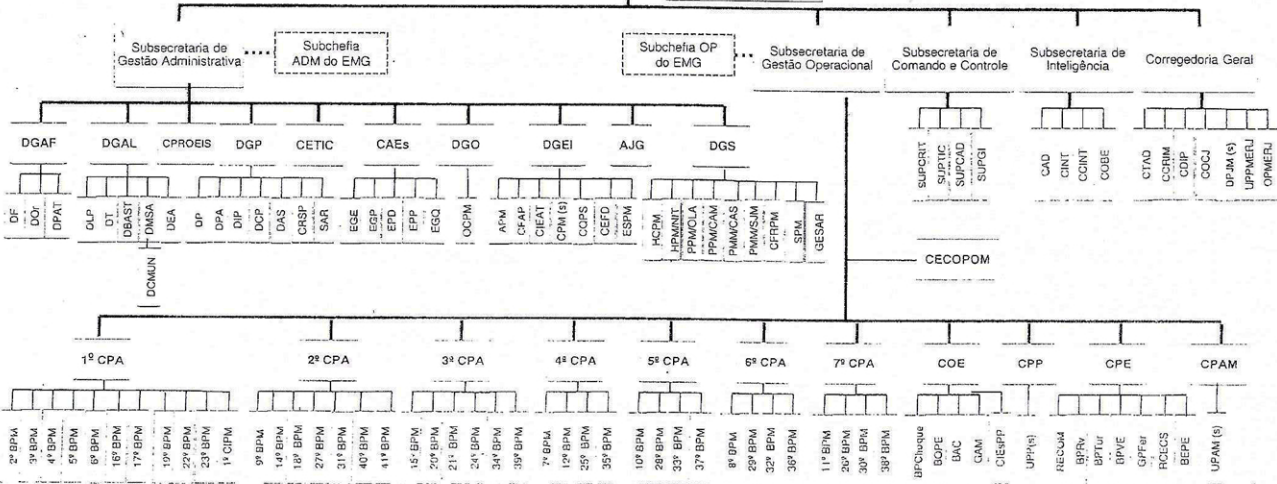 Subsecretaria de
Gestão Administrativa
Subchefia
ADM do EMG
Subchefia OP
do EMG
Subsecretaria de
Gestão Operacional
Subsecretaria de
Comando e Controle
Subsecretaria de
Inteligência
Corregedoria Geral
DGAF
DGAL
CPROEIS
DGP
CETIC
CAEs
DGO
DGEI
AJG
DGS
DF
DOr
DPAT
DLP
DT
DBAST
DMSA
DEA
DP
DPA
DIP
DCP
DAS
CRSP
SAR
EGE
EGP
EPD
EPP
EGO
OCPM
APM
CFAP
CIEAT
CPM (s)
COPS
CEFD
ESPM
HCPM
HPM/NIT
PPM/OLA
PPM/CAM
PMM/CAS
PMM/SJM
CFRPM
SPM
GESAR
SUPCRIT
SUPTIC
SUPCAD
SUPGI
CAD
CINT
CCINT
COBE
CTAD
CCRIM
CDIP
COCJ
DPJM (s)
UPPMERJ
OPMERJ
DCMUN
CECOPOM
1º CPA
2º CPA
3º CPA
4º CPA
5º CPA
6º CPA
7º CPA
COE
CPP
CPE
CPAM
2º BPM
3º BPM
4º BPM
5º BPM
6º BPM
16º BPM
17º BPM
19º BPM
22º BPM
23º BPM
1ª CIPM
9º BPM
14º BPM
18º BPM
27º BPM
31º BPM
40º BPM
41º BPM
15º BPM
20º BPM
21º BPM
24º BPM
34º BPM
39º BPM
7º BPM
12º BPM
25º BPM
35º BPM
10º BPM
28º BPM
33º BPM
37º BPM
8º BPM
29º BPM
32º BPM
36º BPM
11º BPM
26º BPM
30º BPM
38º BPM
BPChoque
BOPE
BAC
GAM
CIEsPP
UPP(s)
RECOM
BPRv
BPTur
BPVE
GPFer
RCECS
BEPE
UPAM (s)